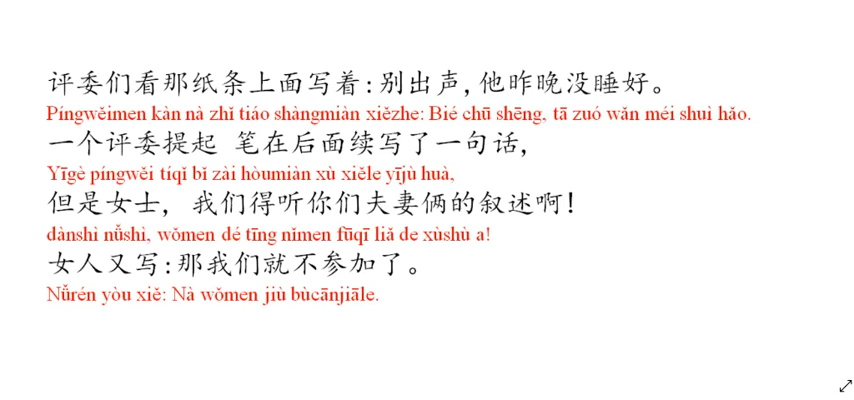 评委们看那纸条上面写着:别出声,他昨晚没睡好。
Píngwěimen kàn nà zhǐ tiáo shàngmiàn xiězhe: Bié chū shēng, tā zuó wǎn méi shuì hǎo.
一个评委提起 笔在后面续写了一句话,
Yīgè píngwěi tíqǐ bǐ zài hòumiàn xù xiěle yījù huà,
但是女士, 我们得听你们夫妻俩的叙述啊!
dànshì nǚshì, wǒmen dé tīng nǐmen fūqī liǎ de xùshù a!
女人又写:那我们就不参加了。
Nǚrén yòu xiě: Nà wǒmen jiù bùcānjiāle.